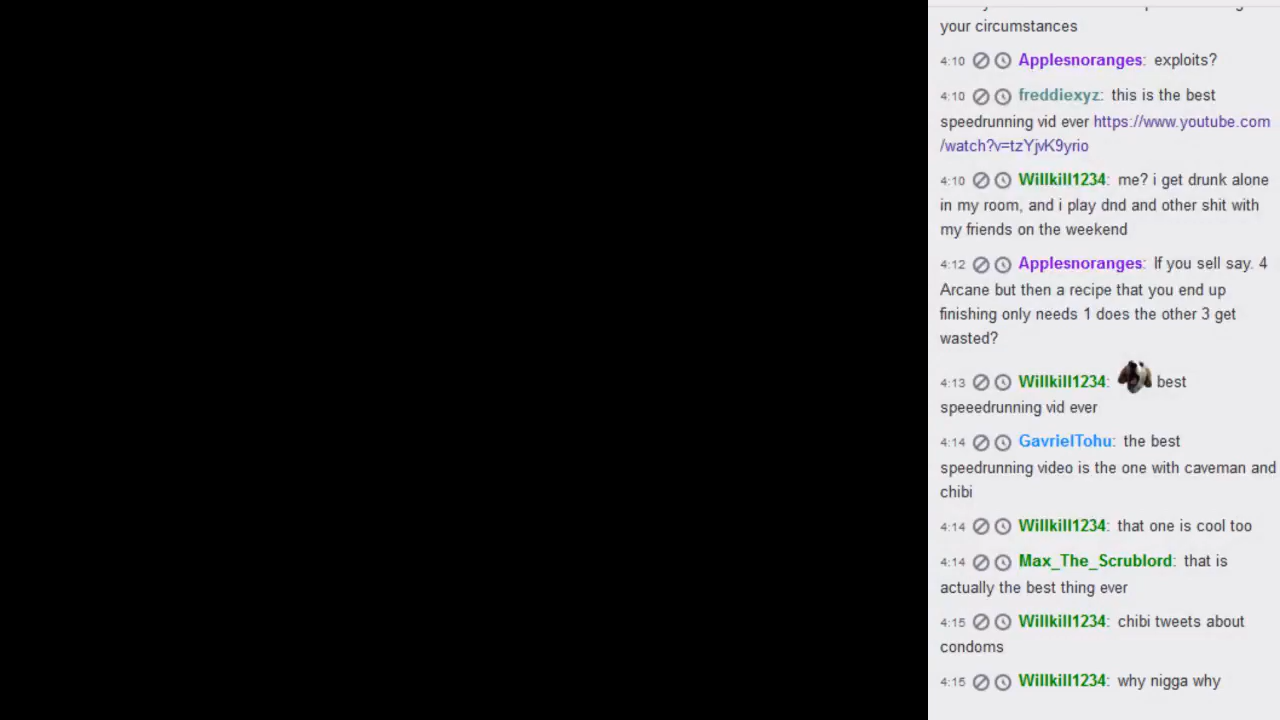 your circumstances
4:10 Applesnoranges: exploits?
4:10 freddiexyz: this is the best
speedrunning vid ever https://www.youtube.com
/watch?v=tzYjvK9yrio
4:10 Willkill1234: me? i get drunk alone
in my room, and i play dnd and other shit with
my friends on the weekend
4:12 Applesnoranges: If you sell say. 4
Arcane but then a recipe that you end up
finishing only needs 1 does the other 3 get
wasted?
4:13 Willkill1234: best
speeedrunning vid ever
4:14 GavrielTohu: the best
speedrunning video is the one with caveman and
chibi
4:14 Willkill1234: that one is cool too
4:14 Max_The_Scrublord: that is
actually the best thing ever
4:15 Willkill1234: chibi tweets about
condoms
4:15 Willkill1234: why nigga why